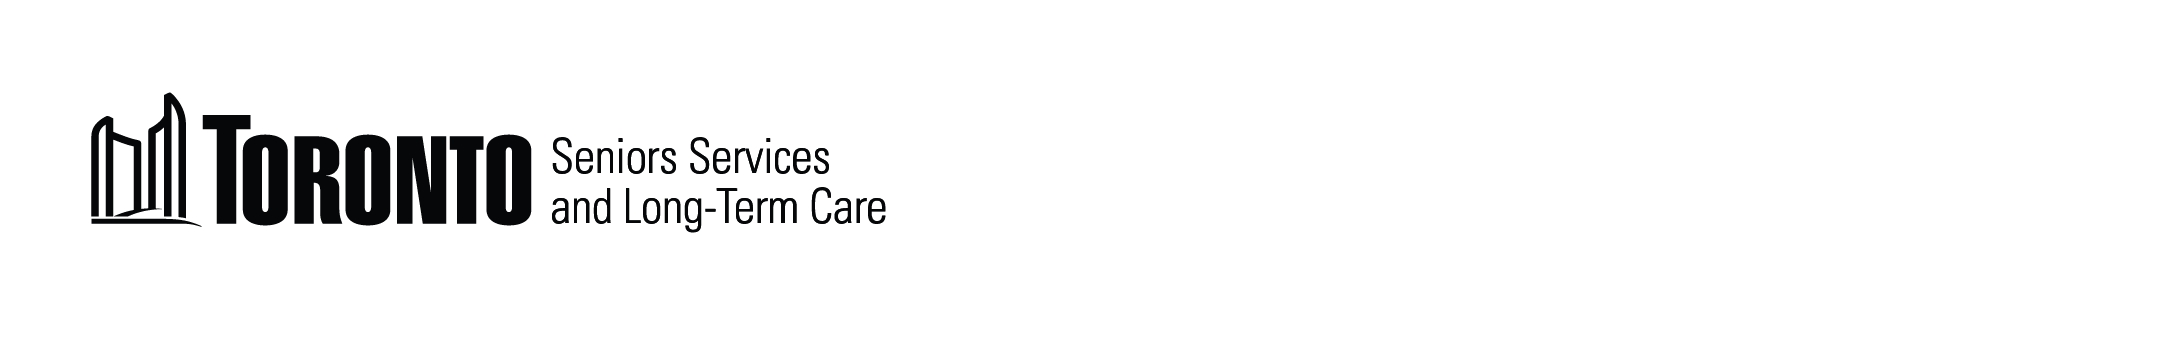 TORONTO
Seniors Services
and Long-Term Care